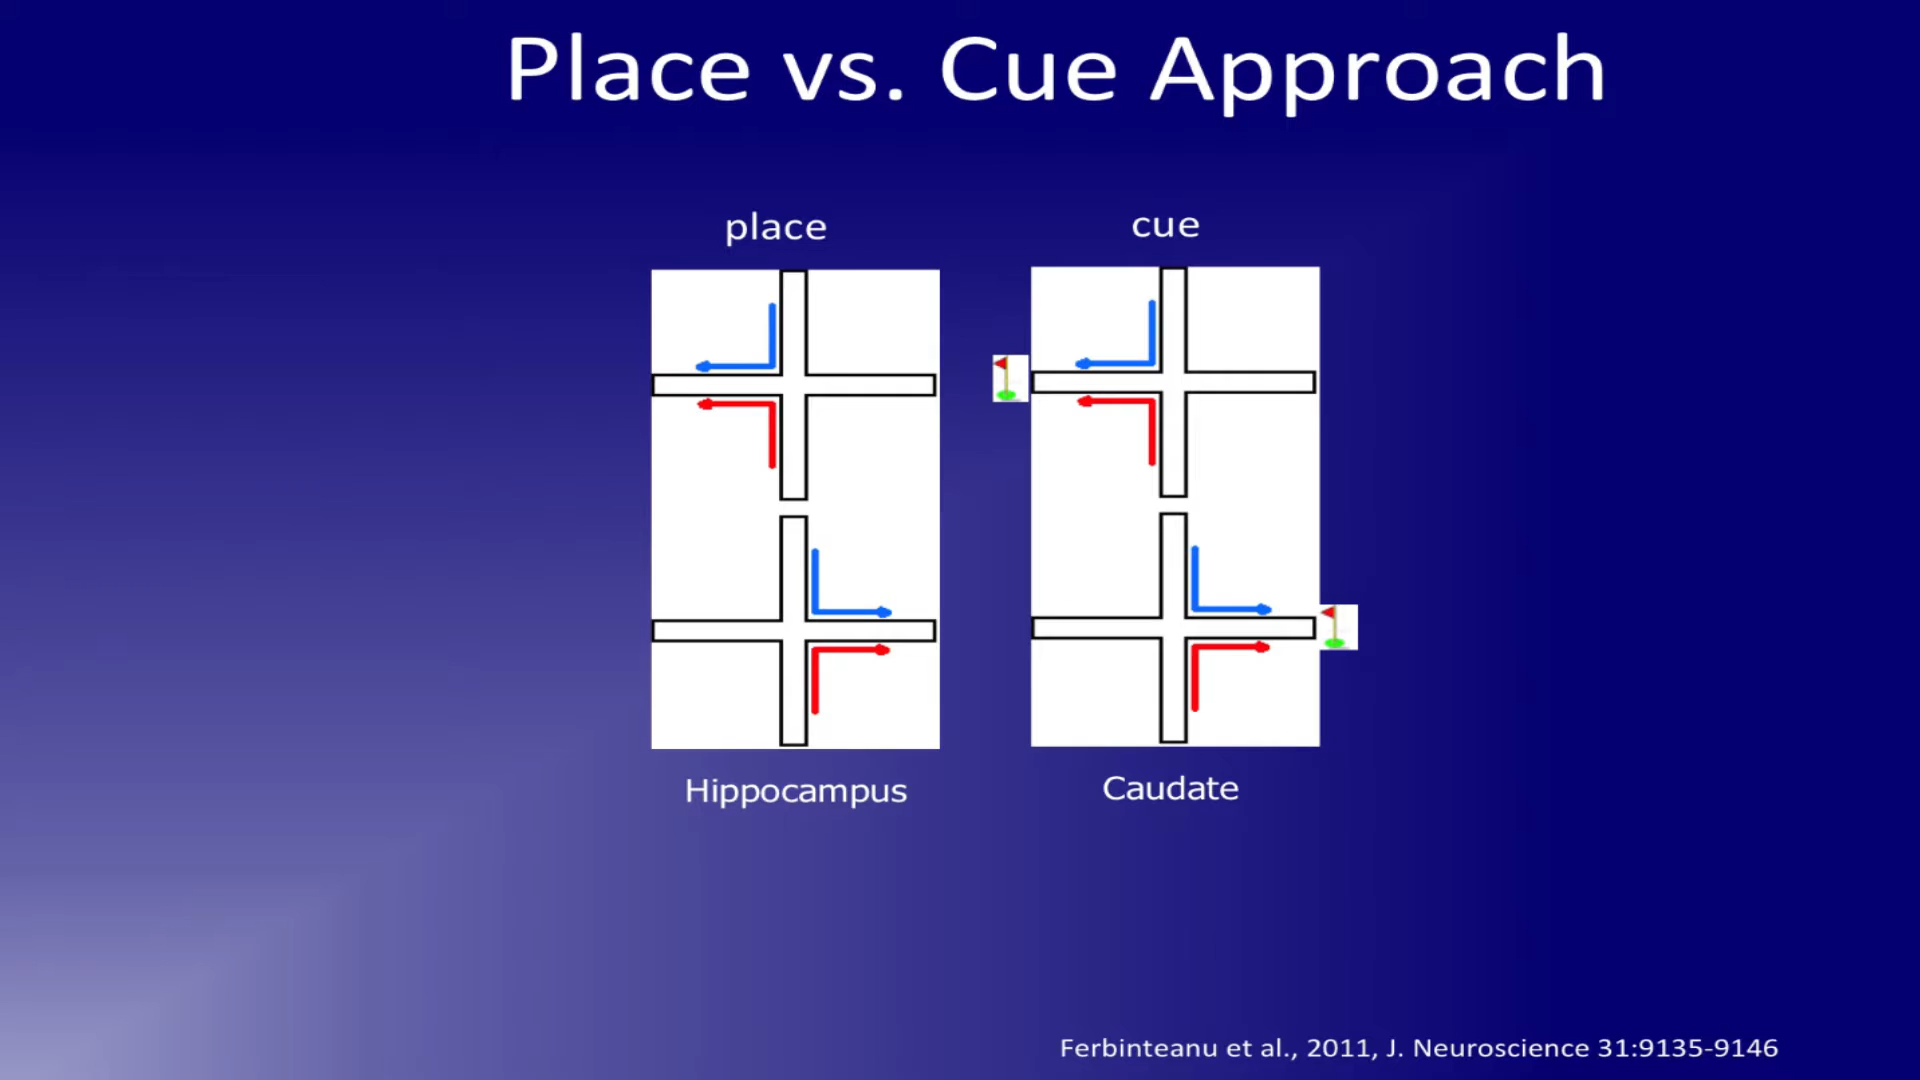 Place vs. Cue Approach
place
cue
Hippocampus
Caudate
Ferbinteanu et al., 2011, J. Neuroscience 31:9135-9146